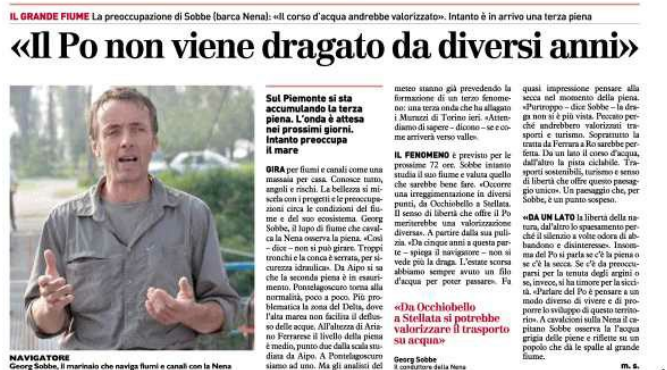 IL GRANDE FIUME La preoccupazione di Sobbe (barca Nena): «Il corso d'acqua andrebbe valorizzato». Intanto è in arrivo una terza piena
«Il Po non viene dragato da diversi anni»
NAVIGATORE
Georg Sobbe, il marinaio che naviga fiumi e canali con la Nena
Sul Piemonte si sta
accumulando la terza
piena. L'onda è attesa
nei prossimi giorni.
Intanto preoccupa
il mare
GIRA per fiumi e canali come una
massaia per casa. Conosce tutto,
angoli e rischi. La bellezza si mi-
scela con i progetti e le preoccupa-
zioni circa le condizioni del fiu-
me e del suo ecosistema. Georg
Sobbe, il lupo di fiume che caval-
ca la Nena osserva la piena. «Così
– dice – non si può girare. Troppi
tronchi e la conca è serrata, per si-
curezza idraulica». Da Aipo si sa
che la seconda piena è in esauri-
mento. Pontelagoscuro torna alla
normalità, poco a poco. Più pro-
blematica la zona del Delta, dove
l'alta marea non facilita il deflus-
so delle acque. All'altezza di Aria-
no Ferrarese il livello della piena
è medio, punto due dalla scala stu-
diata da Aipo. A Pontelagoscuro
siamo ad uno. Ma gli analisti del
meteo stanno già prevedendo la
formazione di un terzo fenome-
no: una terza onda che ha allagato
i Murazzi di Torino ieri. «Atten-
diamo di sapere – dicono – se e co-
me arriverà verso valle».
IL FENOMENO è previsto per le
prossime 72 ore. Sobbe intanto
studia il suo fiume e valuta quello
che sarebbe bene fare. «Occorre
una irreggimentazione in diversi
punti, da Occhiobello a Stellata.
Il senso di libertà che offre il Po
meriterebbe una valorizzazione
diversa». A partire dalla sua puli-
zia. «Da cinque anni a questa par-
te – spiega il navigatore – non si
vede più la draga. L'estate scorsa
abbiamo sempre avuto un filo
d'acqua per poter passare». Fa
«Da Occhiobello
a Stellata si potrebbe
valorizzare il trasporto
su acqua»
Georg Sobbe
il conduttore della Nena
quasi impressione pensare alla
secca nel momento della piena.
«Purtroppo – dice Sobbe – la dra-
ga non si è più vista. Peccato per-
ché andrebbero valorizzati tra-
sporti e turismo. Soprattutto la
tratta da Ferrara a Ro sarebbe per-
fetta. Da un lato il corso d'acqua,
dall'altro la pista ciclabile. Tra-
sporti sostenibili, turismo e senso
di libertà che offre questo paesag-
gio unico». Un paesaggio che, per
Sobbe, è un punto sospeso.
«DA UN LATO la libertà della na-
tura, dall'altro lo spaesamento per-
ché il silenzio a volte odora di ab-
bandono e disinteresse». Insom-
ma del Po si parla se c'è la piena o
se c'è la secca. Se c'è da preoccu-
parsi per la tenuta degli argini o
se, invece, si ha timore per la sicci-
tà. «Parlare del Po è pensare a un
modo diverso di vivere e di pro-
porre lo sviluppo di questo territo-
rio». A cavalcioni sulla Nena il ca-
pitano Sobbe osserva la l'acqua
grigia delle piene e riflette su un
popolo che dà le spalle al grande
fiume.
m. s.